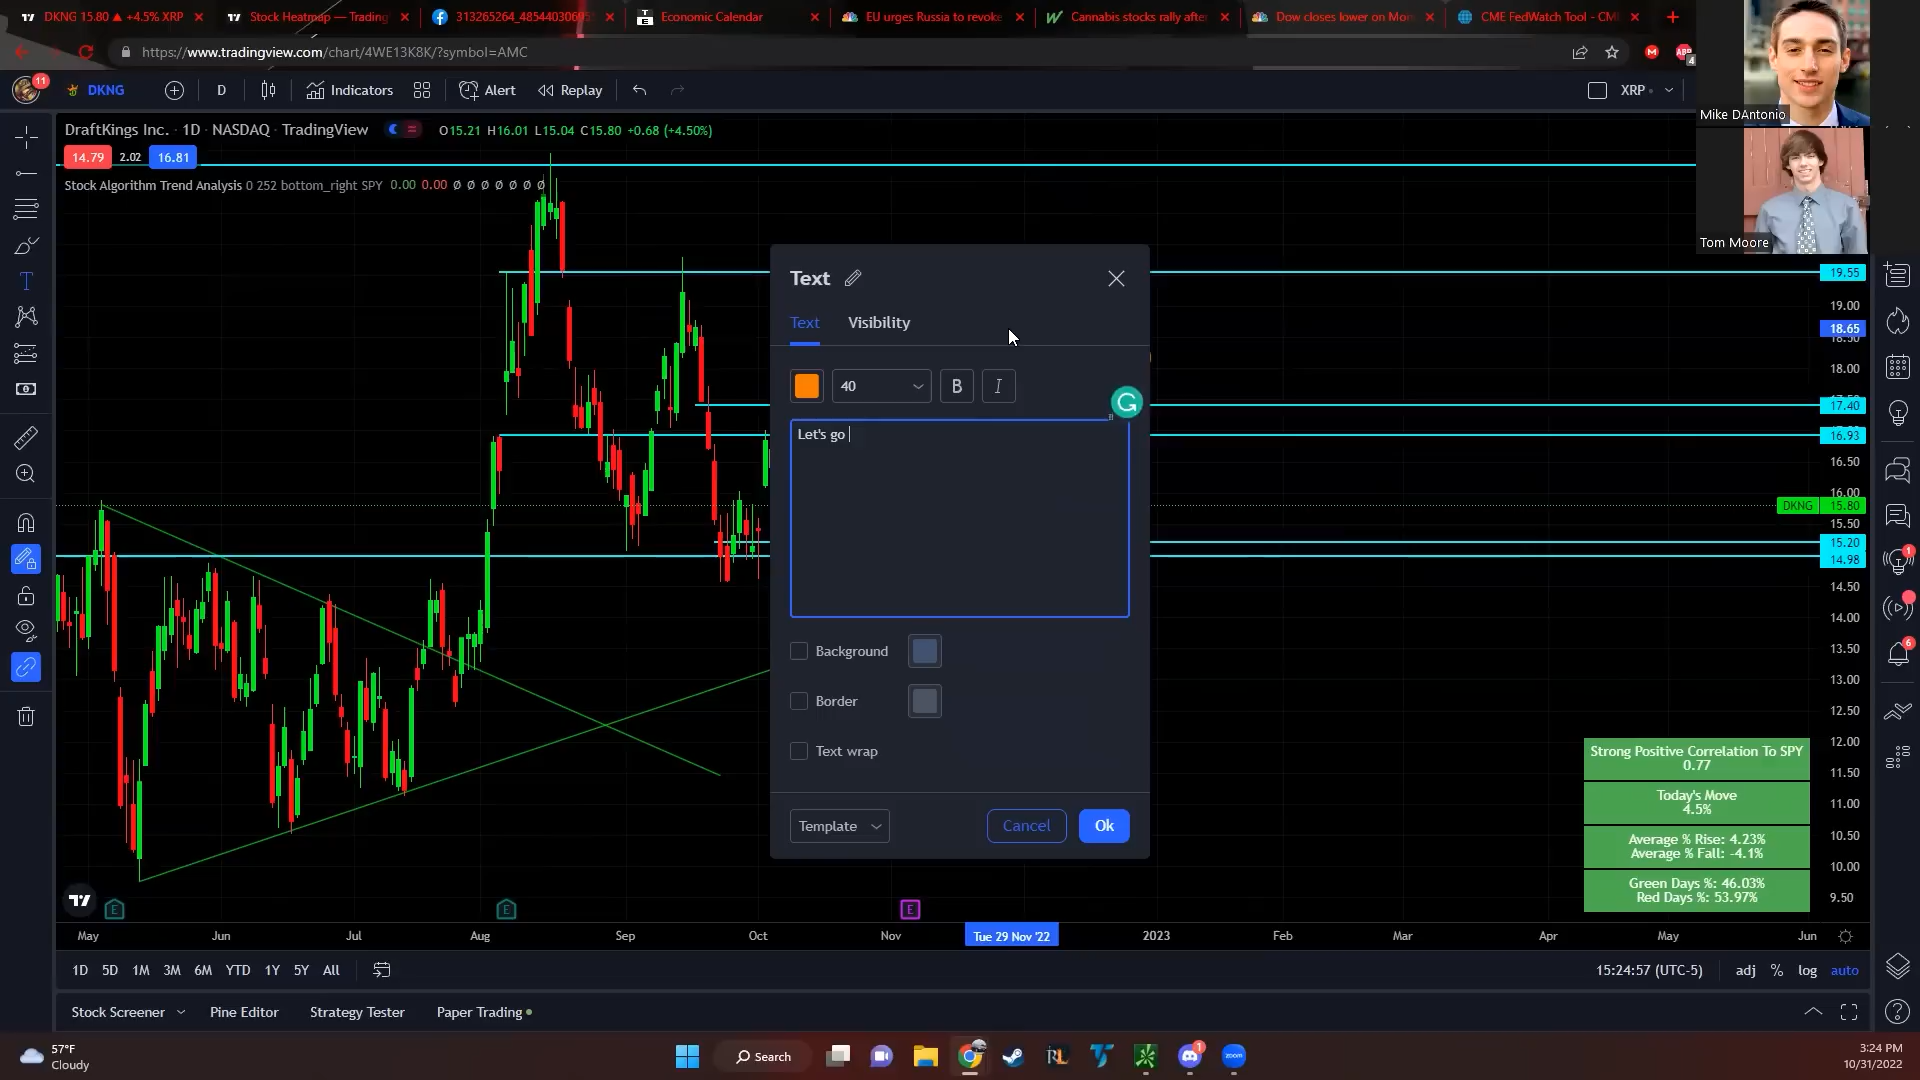 DKNG 15.80 ▲ +4.5% XRP
Stock Heatmap — Trading
313265264_485440306955
Economic Calendar
EU urges Russia to revoke
Cannabis stocks rally after
Dow closes lower on Mon
CME FedWatch Tool - CME
https://www.tradingview.com/chart/4WE13K8K/?symbol=AMC
11
DKNG
D
Indicators
Alert
Replay
XRP
Mike DAntonio
Tom Moore
DraftKings Inc. · 1D · NASDAQ · TradingView
O15.21 H16.01 L15.04 C15.80 +0.68 (+4.50%)
14.79 2.02 16.81
Stock Algorithm Trend Analysis 0 252 bottom_right SPY 0.00 0.00 Ø Ø Ø Ø Ø Ø Ø
Text
Text Visibility
40 B I
Let's go
Background
Border
Text wrap
Template
Cancel
Ok
19.55
19.00
18.65
18.50
18.00
17.40
16.93
16.50
16.00
DKNG 15.80
15.50
15.20
14.98
14.50
14.00
13.50
13.00
12.50
12.00
11.50
11.00
10.50
10.00
9.50
Strong Positive Correlation To SPY
0.77
Today's Move
4.5%
Average % Rise: 4.23%
Average % Fall: -4.1%
Green Days %: 46.03%
Red Days %: 53.97%
E E E
May Jun Jul Aug Sep Oct Nov Tue 29 Nov '22 2023 Feb Mar Apr May Jun
1D 5D 1M 3M 6M YTD 1Y 5Y All
15:24:57 (UTC-5) adj % log auto
Stock Screener Pine Editor Strategy Tester Paper Trading
57°F
Cloudy
Search
zoom
3:24 PM
10/31/2022